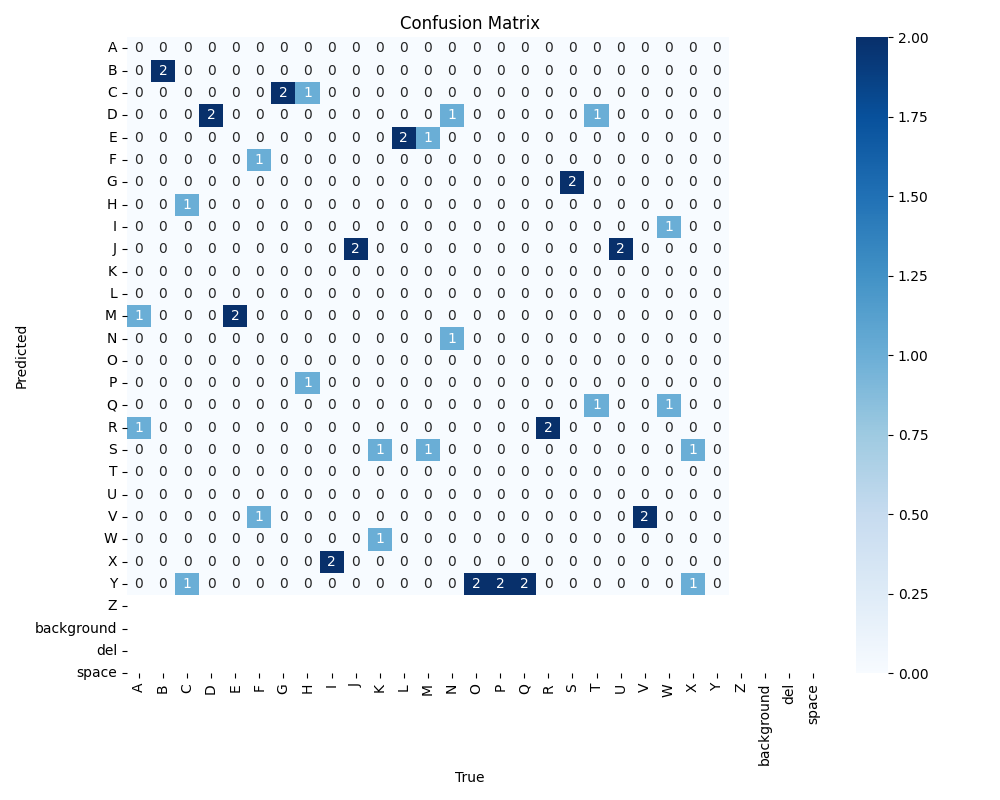 Confusion Matrix
A 0 0 0 0 0 0 0 0 0 0 0 0 0 0 0 0 0 0 0 0 0 0 0 0 0
B 0 2 0 0 0 0 0 0 0 0 0 0 0 0 0 0 0 0 0 0 0 0 0 0 0
C 0 0 0 0 0 0 2 1 0 0 0 0 0 0 0 0 0 0 0 0 0 0 0 0 0
D 0 0 0 2 0 0 0 0 0 0 0 0 0 1 0 0 0 0 0 1 0 0 0 0 0
E 0 0 0 0 0 0 0 0 0 0 0 2 1 0 0 0 0 0 0 0 0 0 0 0 0
F 0 0 0 0 0 1 0 0 0 0 0 0 0 0 0 0 0 0 0 0 0 0 0 0 0
G 0 0 0 0 0 0 0 0 0 0 0 0 0 0 0 0 0 0 2 0 0 0 0 0 0
H 0 0 1 0 0 0 0 0 0 0 0 0 0 0 0 0 0 0 0 0 0 0 0 0 0
I 0 0 0 0 0 0 0 0 0 0 0 0 0 0 0 0 0 0 0 0 0 0 1 0 0
J 0 0 0 0 0 0 0 0 0 2 0 0 0 0 0 0 0 0 0 0 2 0 0 0 0
K 0 0 0 0 0 0 0 0 0 0 0 0 0 0 0 0 0 0 0 0 0 0 0 0 0
L 0 0 0 0 0 0 0 0 0 0 0 0 0 0 0 0 0 0 0 0 0 0 0 0 0
M 1 0 0 0 2 0 0 0 0 0 0 0 0 0 0 0 0 0 0 0 0 0 0 0 0
N 0 0 0 0 0 0 0 0 0 0 0 0 0 1 0 0 0 0 0 0 0 0 0 0 0
O 0 0 0 0 0 0 0 0 0 0 0 0 0 0 0 0 0 0 0 0 0 0 0 0 0
P 0 0 0 0 0 0 0 1 0 0 0 0 0 0 0 0 0 0 0 0 0 0 0 0 0
Q 0 0 0 0 0 0 0 0 0 0 0 0 0 0 0 0 0 0 0 1 0 0 1 0 0
R 1 0 0 0 0 0 0 0 0 0 0 0 0 0 0 0 0 2 0 0 0 0 0 0 0
S 0 0 0 0 0 0 0 0 0 0 1 0 1 0 0 0 0 0 0 0 0 0 0 1 0
T 0 0 0 0 0 0 0 0 0 0 0 0 0 0 0 0 0 0 0 0 0 0 0 0 0
U 0 0 0 0 0 0 0 0 0 0 0 0 0 0 0 0 0 0 0 0 0 0 0 0 0
V 0 0 0 0 0 1 0 0 0 0 0 0 0 0 0 0 0 0 0 0 0 2 0 0 0
W 0 0 0 0 0 0 0 0 0 0 1 0 0 0 0 0 0 0 0 0 0 0 0 0 0
X 0 0 0 0 0 0 0 0 2 0 0 0 0 0 0 0 0 0 0 0 0 0 0 0 0
Y 0 0 1 0 0 0 0 0 0 0 0 0 0 0 2 2 2 0 0 0 0 0 0 1 0
Z
background
del
space
Predicted
A B C D E F G H I J K L M N O P Q R S T U V W X Y Z background del space
True
2.00
1.75
1.50
1.25
1.00
0.75
0.50
0.25
0.00